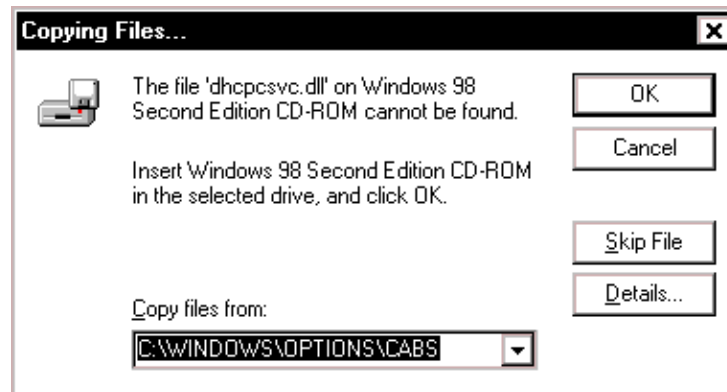 Copying Files...
The file 'dhcpcsvc.dll' on Windows 98
Second Edition CD-ROM cannot be found.
Insert Windows 98 Second Edition CD-ROM
in the selected drive, and click OK.
Copy files from:
C:\WINDOWS\OPTIONS\CABS
OK
Cancel
Skip File
Details...